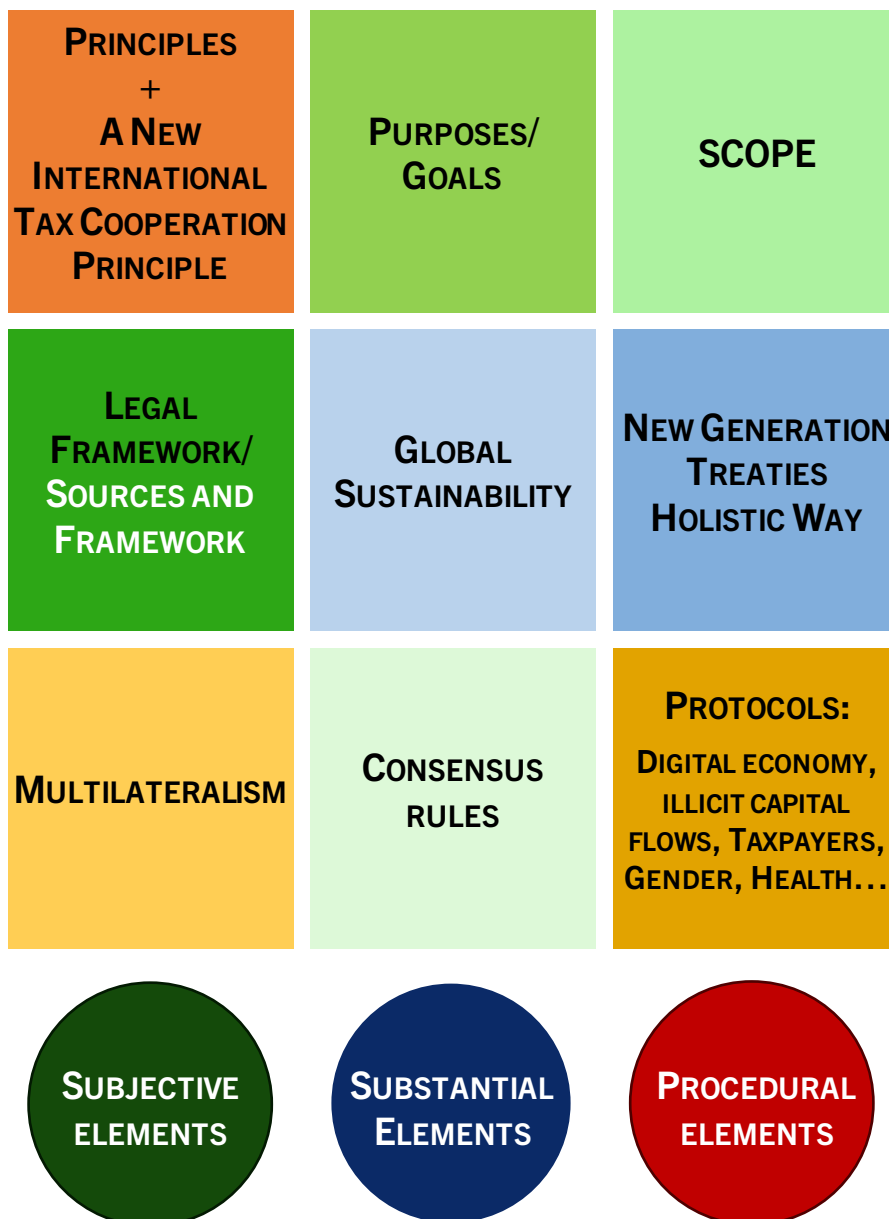 PRINCIPLES
+
A NEW
INTERNATIONAL
TAX COOPERATION
PRINCIPLE
PURPOSES/
GOALS
SCOPE
LEGAL
FRAMEWORK/
SOURCES AND
FRAMEWORK
GLOBAL
SUSTAINABILITY
NEW GENERATION
TREATIES
HOLISTIC WAY
MULTILATERALISM
CONSENSUS
RULES
PROTOCOLS:
DIGITAL ECONOMY,
ILLICIT CAPITAL
FLOWS, TAXPAYERS,
GENDER, HEALTH…
SUBJECTIVE
ELEMENTS
SUBSTANTIAL
ELEMENTS
PROCEDURAL
ELEMENTS